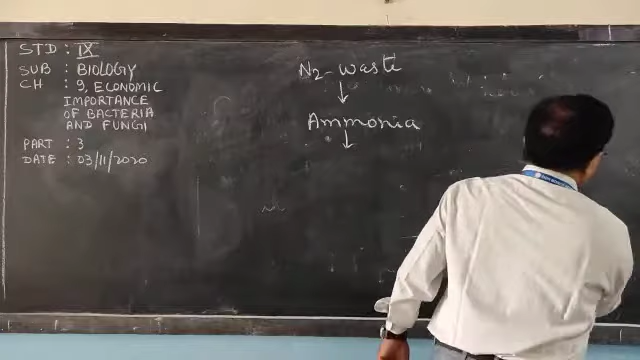 STD : IX
SUB : BIOLOGY
CH : 9, ECONOMIC
IMPORTANCE
OF BACTERIA
AND FUNGI
PART : 3
DATE : 03/11/2020
N2-waste
↓
Ammonia
↓